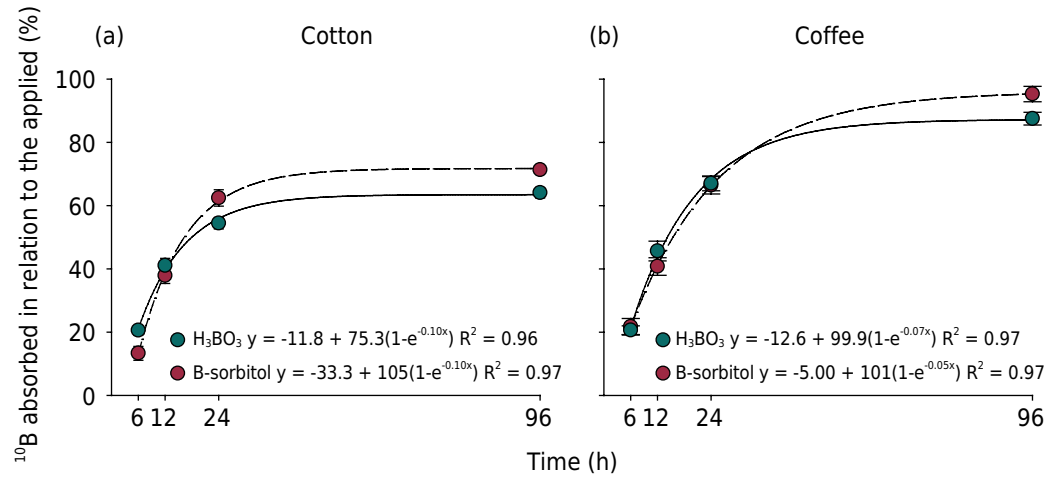 (a) Cotton
(b) Coffee
¹⁰B absorbed in relation to the applied (%)
100
80
60
40
20
0
H₃BO₃ y = -11.8 + 75.3(1-e⁻⁰·¹⁰ˣ) R² = 0.96
B-sorbitol y = -33.3 + 105(1-e⁻⁰·¹⁰ˣ) R² = 0.97
H₃BO₃ y = -12.6 + 99.9(1-e⁻⁰·⁰⁷ˣ) R² = 0.97
B-sorbitol y = -5.00 + 101(1-e⁻⁰·⁰⁵ˣ) R² = 0.97
6 12 24 96
6 12 24 96
Time (h)